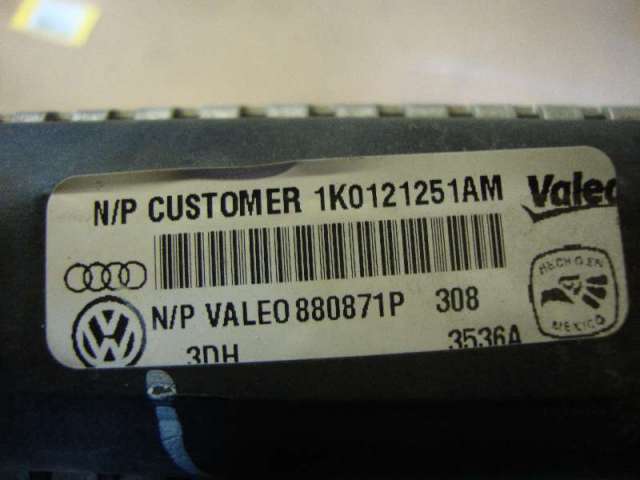 N/P CUSTOMER 1K0121251AM Valeo
N/P VALEO 880871P 308
3DH 3536A
HECHO EN
MEXICO